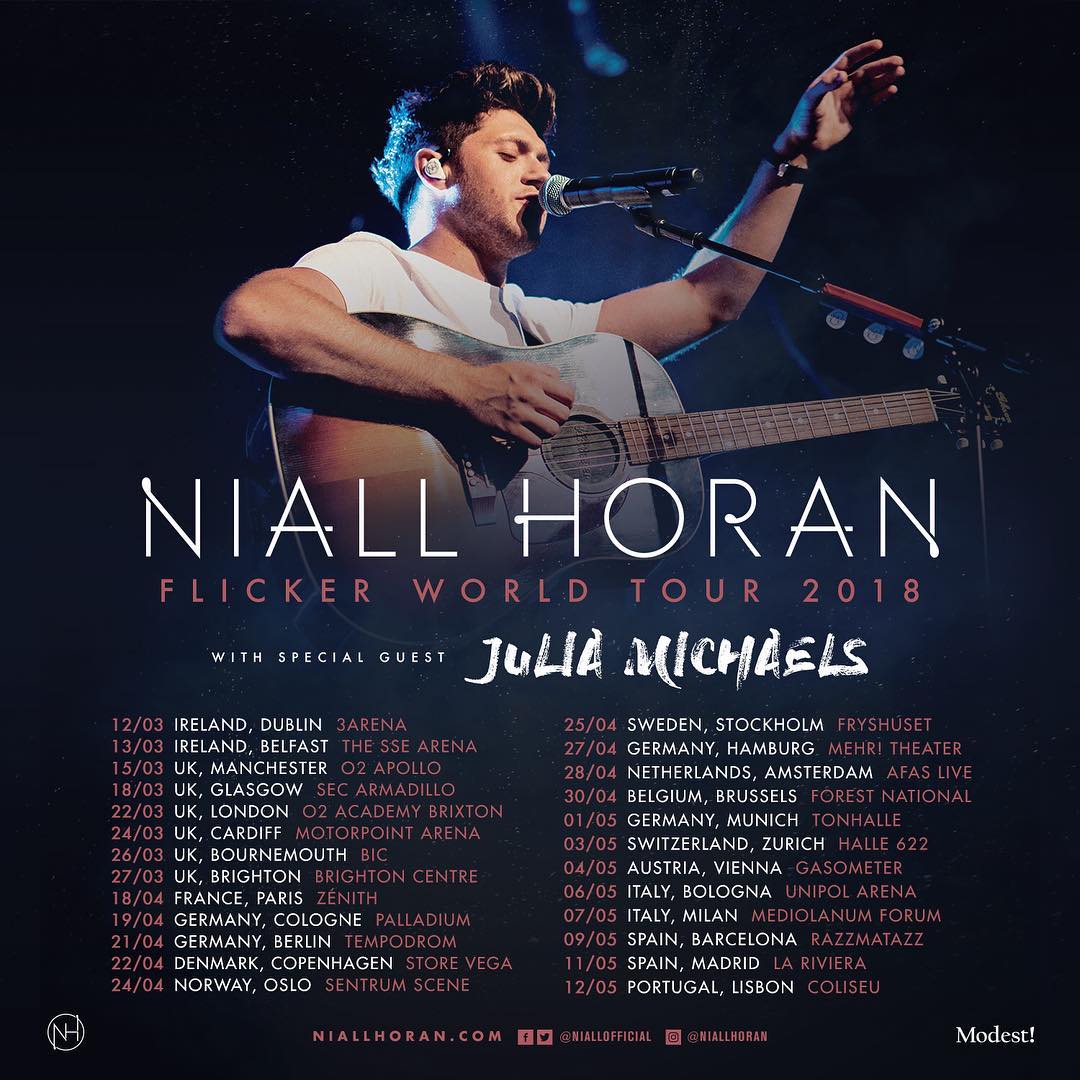 NIALL HORAN
FLICKER WORLD TOUR 2018
WITH SPECIAL GUEST JULIA MICHAELS
12/03 IRELAND, DUBLIN 3ARENA
13/03 IRELAND, BELFAST THE SSE ARENA
15/03 UK, MANCHESTER O2 APOLLO
18/03 UK, GLASGOW SEC ARMADILLO
22/03 UK, LONDON O2 ACADEMY BRIXTON
24/03 UK, CARDIFF MOTORPOINT ARENA
26/03 UK, BOURNEMOUTH BIC
27/03 UK, BRIGHTON BRIGHTON CENTRE
18/04 FRANCE, PARIS ZÉNITH
19/04 GERMANY, COLOGNE PALLADIUM
21/04 GERMANY, BERLIN TEMPODROM
22/04 DENMARK, COPENHAGEN STORE VEGA
24/04 NORWAY, OSLO SENTRUM SCENE
25/04 SWEDEN, STOCKHOLM FRYSHUSET
27/04 GERMANY, HAMBURG MEHR! THEATER
28/04 NETHERLANDS, AMSTERDAM AFAS LIVE
30/04 BELGIUM, BRUSSELS FOREST NATIONAL
01/05 GERMANY, MUNICH TONHALLE
03/05 SWITZERLAND, ZURICH HALLE 622
04/05 AUSTRIA, VIENNA GASOMETER
06/05 ITALY, BOLOGNA UNIPOL ARENA
07/05 ITALY, MILAN MEDIOLANUM FORUM
09/05 SPAIN, BARCELONA RAZZMATAZZ
11/05 SPAIN, MADRID LA RIVIERA
12/05 PORTUGAL, LISBON COLISEU
NH NIALLHORAN.COM @NIALLOFFICIAL @NIALLHORAN Modest!